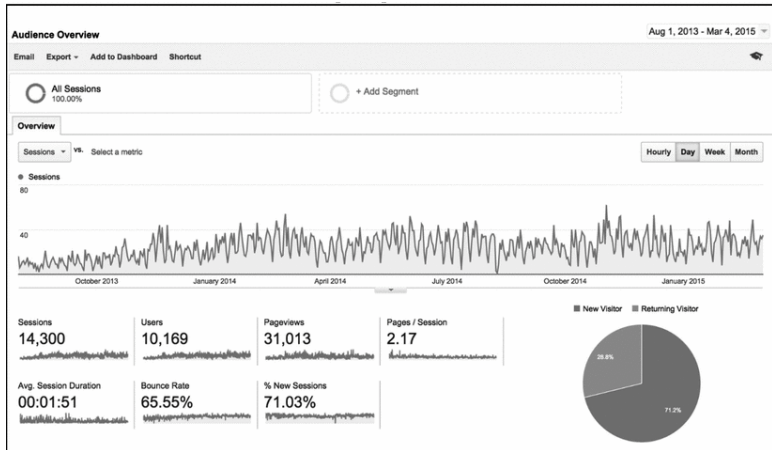 Audience Overview
Aug 1, 2013 - Mar 4, 2015
Email Export Add to Dashboard Shortcut
All Sessions
100.00%
+ Add Segment
Overview
Sessions vs. Select a metric
Hourly Day Week Month
Sessions
80
40
October 2013 January 2014 April 2014 July 2014 October 2014 January 2015
New Visitor Returning Visitor
Sessions Users Pageviews Pages / Session
14,300 10,169 31,013 2.17
28.8%
Avg. Session Duration Bounce Rate % New Sessions
00:01:51 65.55% 71.03%
71.2%